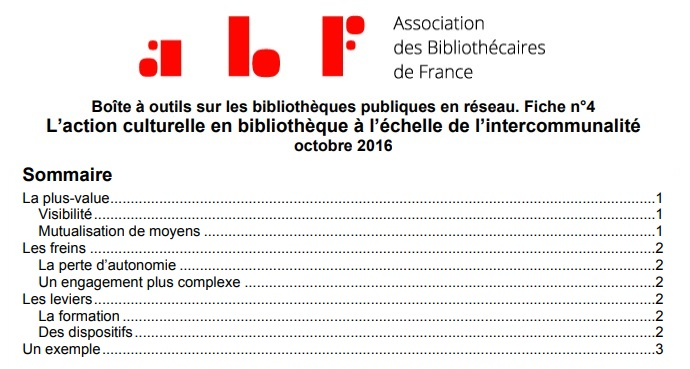 abf
Association
des Bibliothécaires
de France
Boîte à outils sur les bibliothèques publiques en réseau. Fiche n°4
L'action culturelle en bibliothèque à l'échelle de l'intercommunalité
octobre 2016
Sommaire
La plus-value..........1
Visibilité..........1
Mutualisation de moyens..........1
Les freins..........2
La perte d'autonomie..........2
Un engagement plus complexe..........2
Les leviers..........2
La formation..........2
Des dispositifs..........2
Un exemple..........3